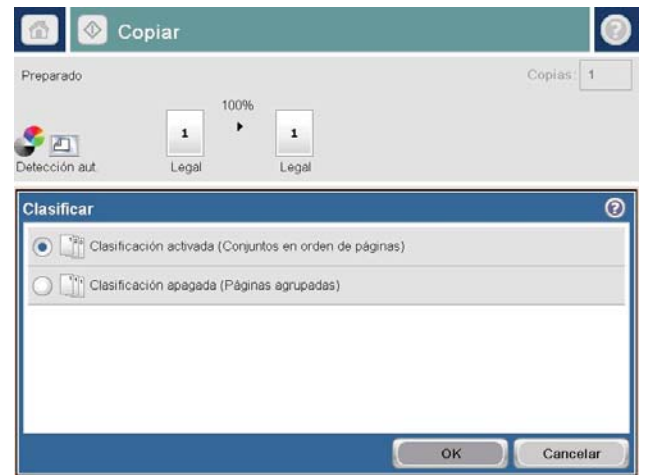 Copiar
Preparado
Copias: 1
100%
1 1
Detección aut. Legal Legal
Clasificar
Clasificación activada (Conjuntos en orden de páginas)
Clasificación apagada (Páginas agrupadas)
OK Cancelar